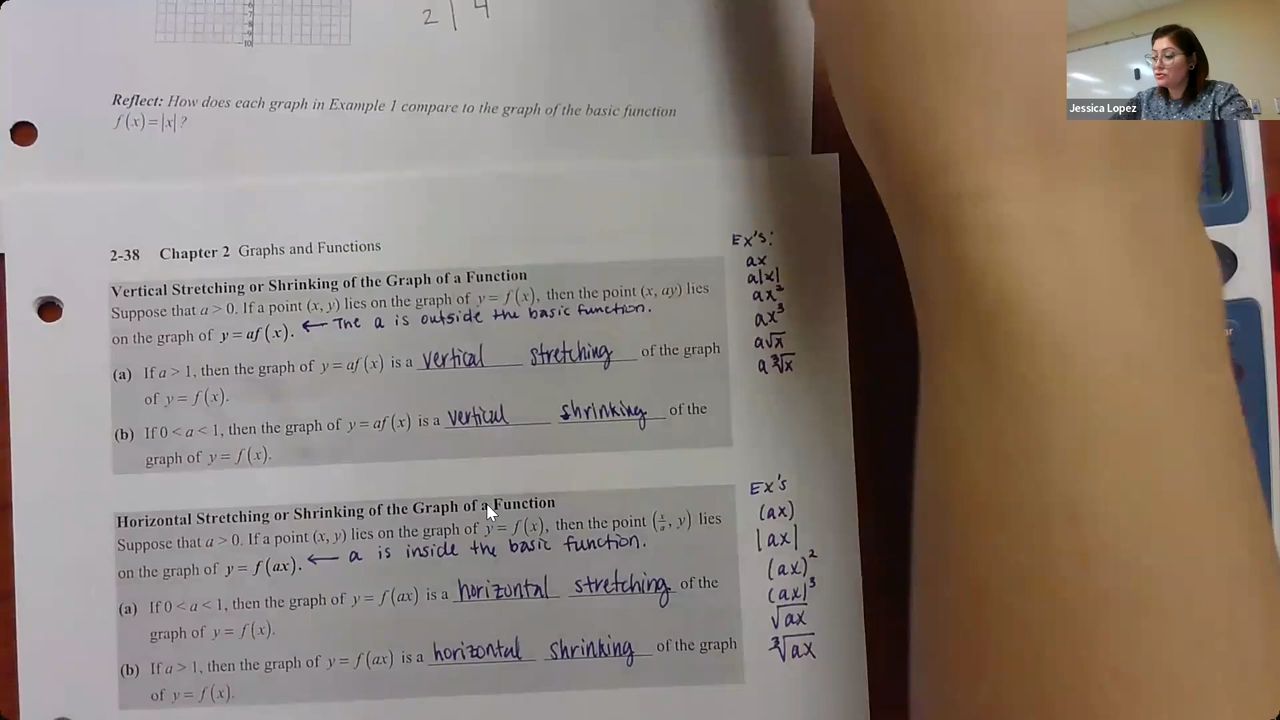 2 | 4
-10
Reflect: How does each graph in Example 1 compare to the graph of the basic function
f(x)=|x|?
Jessica Lopez
2-38 Chapter 2 Graphs and Functions
Vertical Stretching or Shrinking of the Graph of a Function
Suppose that a > 0. If a point (x, y) lies on the graph of y = f(x), then the point (x, ay) lies
on the graph of y = af(x). ← The a is outside the basic function.
(a) If a > 1, then the graph of y = af(x) is a vertical stretching of the graph
of y = f(x).
(b) If 0 < a < 1, then the graph of y = af(x) is a vertical shrinking of the
graph of y = f(x).
Ex's:
ax
a|x|
ax²
ax³
a√x
a∛x
Horizontal Stretching or Shrinking of the Graph of a Function
Suppose that a > 0. If a point (x, y) lies on the graph of y = f(x), then the point (x/a, y) lies
on the graph of y = f(ax). ← a is inside the basic function.
(a) If 0 < a < 1, then the graph of y = f(ax) is a horizontal stretching of the
graph of y = f(x).
(b) If a > 1, then the graph of y = f(ax) is a horizontal shrinking of the graph
of y = f(x).
Ex's
(ax)
|ax|
(ax)²
(ax)³
√ax
∛ax